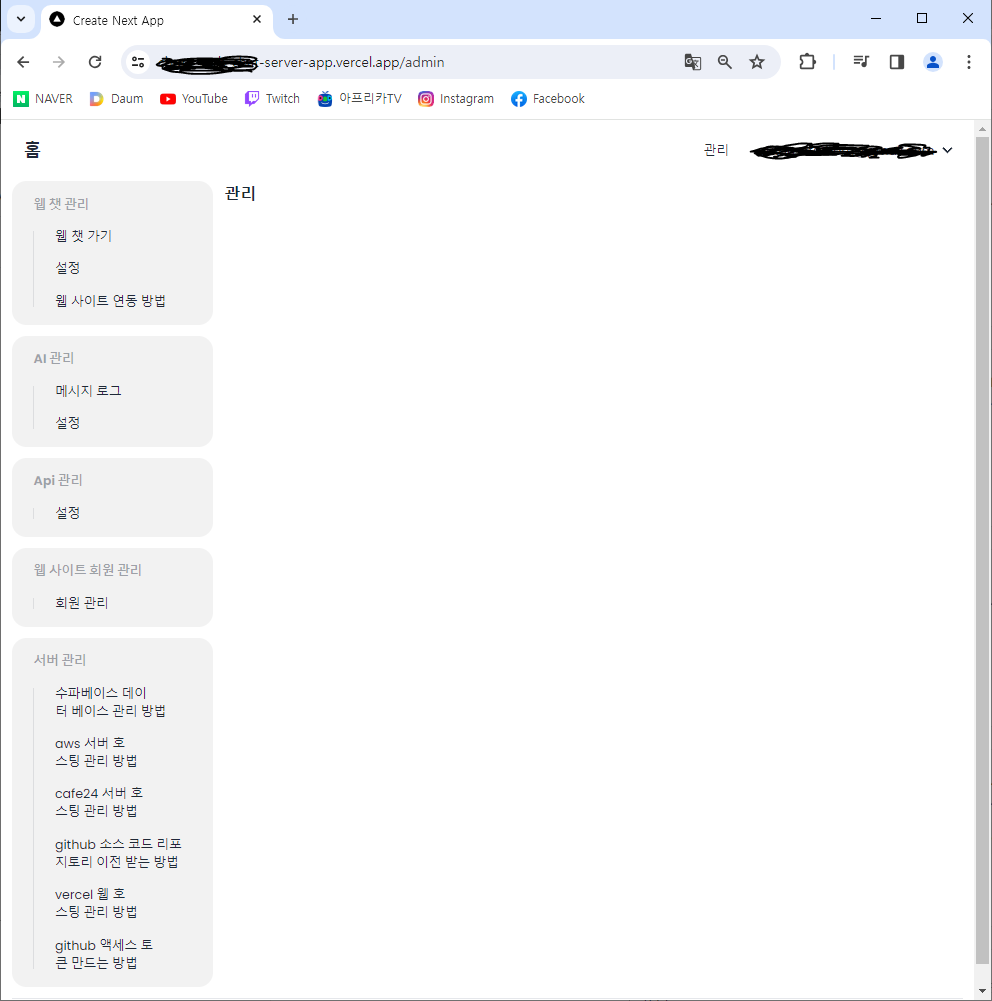 Create Next App
-server-app.vercel.app/admin
NAVER Daum YouTube Twitch 아프리카TV Instagram Facebook
홈 관리
웹 챗 관리
웹 챗 가기
설정
웹 사이트 연동 방법
AI 관리
메시지 로그
설정
Api 관리
설정
웹 사이트 회원 관리
회원 관리
서버 관리
수파베이스 데이
터 베이스 관리 방법
aws 서버 호
스팅 관리 방법
cafe24 서버 호
스팅 관리 방법
github 소스 코드 리포
지토리 이전 받는 방법
vercel 웹 호
스팅 관리 방법
github 액세스 토
큰 만드는 방법
관리